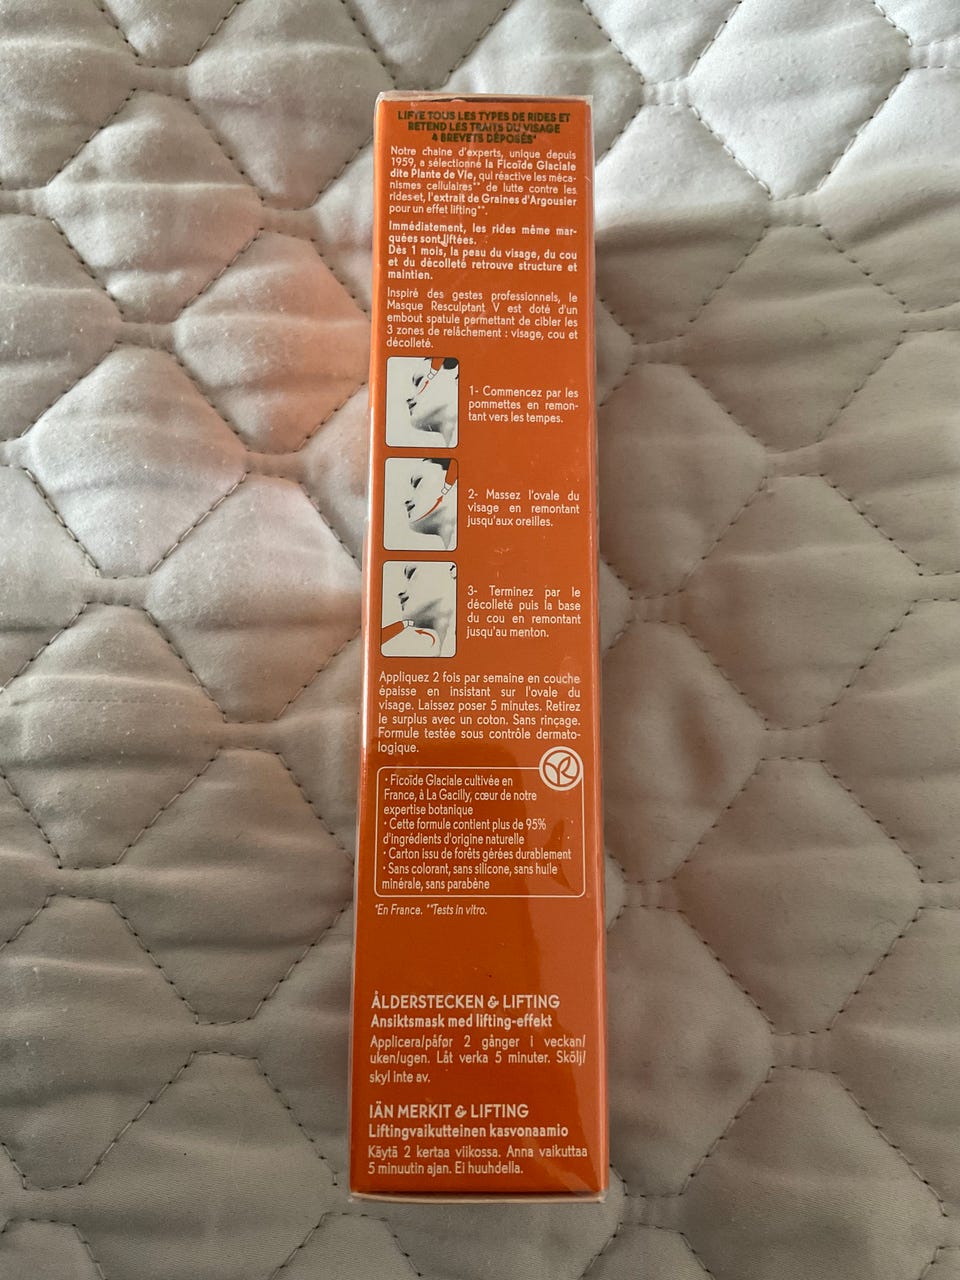 LIFTE TOUS LES TYPES DE RIDES ET
RETEND LES TRAITS DU VISAGE
4 BREVETS DÉPOSÉS*
Notre chaine d'experts, unique depuis
1959, a sélectionné la Ficoïde Glaciale
dite Plante de Vie, qui réactive les méca-
nismes cellulaires** de lutte contre les
rides et, l'extrait de Graines d'Argousier
pour un effet lifting**.
Immédiatement, les rides même mar-
quées sont liftées.
Dès 1 mois, la peau du visage, du cou
et du décolleté retrouve structure et
maintien.
Inspiré des gestes professionnels, le
Masque Resculptant V est doté d'un
embout spatule permettant de cibler les
3 zones de relâchement : visage, cou et
décolleté.
1- Commencez par les
pommettes en remon-
tant vers les tempes.
2- Massez l'ovale du
visage en remontant
jusqu'aux oreilles.
3- Terminez par le
décolleté puis la base
du cou en remontant
jusqu'au menton.
Appliquez 2 fois par semaine en couche
épaisse en insistant sur l'ovale du
visage. Laissez poser 5 minutes. Retirez
le surplus avec un coton. Sans rinçage.
Formule testée sous contrôle dermato-
logique.
• Ficoïde Glaciale cultivée en
France, à La Gacilly, cœur de notre
expertise botanique
• Cette formule contient plus de 95%
d'ingrédients d'origine naturelle
• Carton issu de forêts gérées durablement
• Sans colorant, sans silicone, sans huile
minérale, sans parabène
*En France. **Tests in vitro.
ÅLDERSTECKEN & LIFTING
Ansiktsmask med lifting-effekt
Applicera/påfør 2 gånger i veckan/
uken/ugen. Låt verka 5 minuter. Skölj/
skyl inte av.
IÄN MERKIT & LIFTING
Liftingvaikutteinen kasvonaamio
Käytä 2 kertaa viikossa. Anna vaikuttaa
5 minuutin ajan. Ei huuhdella.